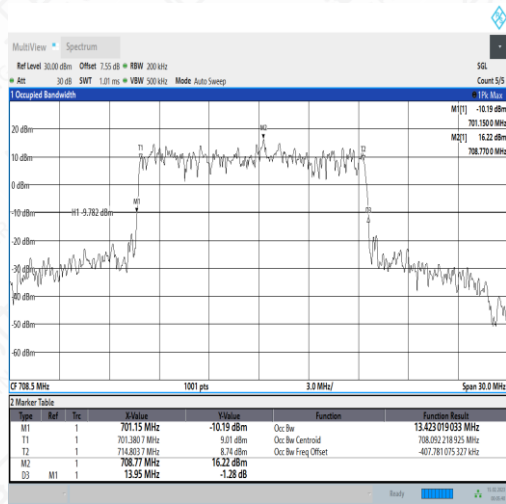 MultiView Spectrum
Ref Level 30.00 dBm Offset 7.55 dB RBW 200 kHz SGL
Att 30 dB SWT 1.01 ms VBW 500 kHz Mode Auto Sweep Count 5/5
1 Occupied Bandwidth 1Pk Max
M1[1] -10.19 dBm
701.150 0 MHz
M2[1] 16.22 dBm
708.770 0 MHz
20 dBm
M2
T1 T2
10 dBm
0 dBm
M1
-10 dBm H1 -9.782 dBm
-20 dBm
-30 dBm
-40 dBm
-50 dBm
-60 dBm
CF 708.5 MHz 1001 pts 3.0 MHz/ Span 30.0 MHz
2 Marker Table
Type Ref Trc X-Value Y-Value Function Function Result
M1 1 701.15 MHz -10.19 dBm Occ Bw 13.423 019 033 MHz
T1 1 701.380 7 MHz 9.01 dBm Occ Bw Centroid 708.092 218 925 MHz
T2 1 714.803 7 MHz 8.74 dBm Occ Bw Freq Offset -407.781 075 327 kHz
M2 1 708.77 MHz 16.22 dBm
D3 M1 1 13.95 MHz -1.28 dB
Ready